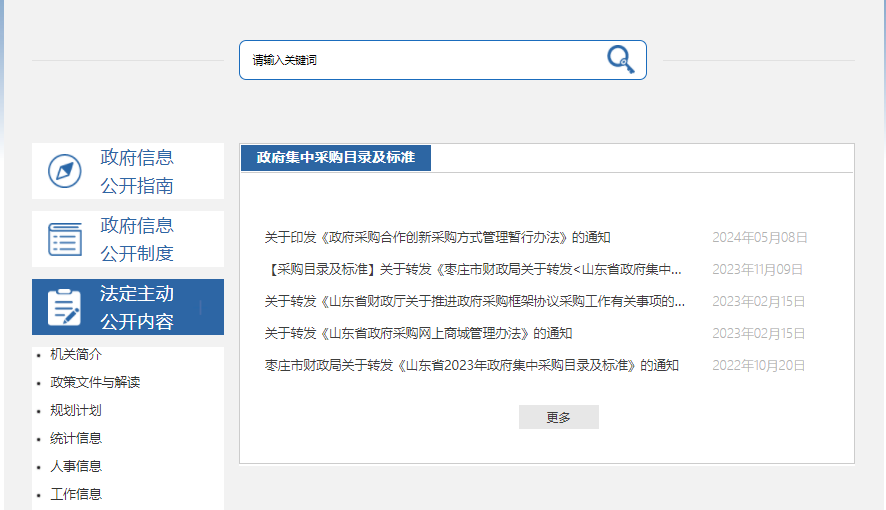 请输入关键词
政府信息
公开指南
政府信息
公开制度
法定主动
公开内容
机关简介
政策文件与解读
规划计划
统计信息
人事信息
工作信息
政府集中采购目录及标准
关于印发《政府采购合作创新采购方式管理暂行办法》的通知 2024年05月08日
【采购目录及标准】关于转发《枣庄市财政局关于转发<山东省政府集中... 2023年11月09日
关于转发《山东省财政厅关于推进政府采购框架协议采购工作有关事项的... 2023年02月15日
关于转发《山东省政府采购网上商城管理办法》的通知 2023年02月15日
枣庄市财政局关于转发《山东省2023年政府集中采购目录及标准》的通知 2022年10月20日
更多